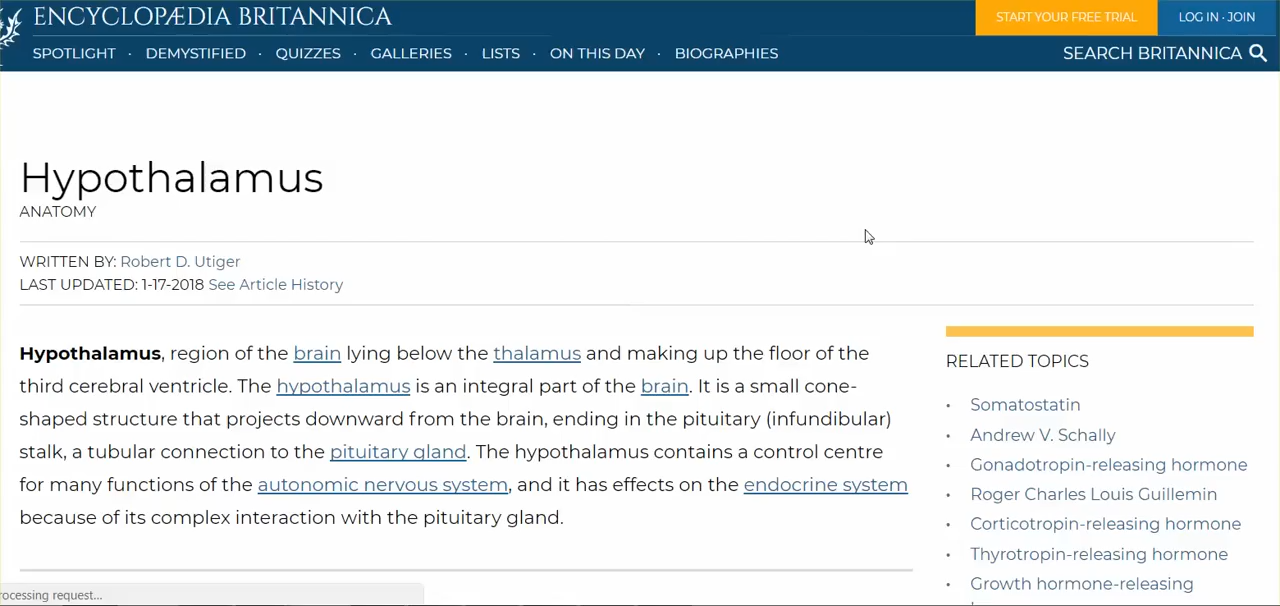 ENCYCLOPÆDIA BRITANNICA
START YOUR FREE TRIAL
LOG IN · JOIN
SPOTLIGHT · DEMYSTIFIED · QUIZZES · GALLERIES · LISTS · ON THIS DAY · BIOGRAPHIES
SEARCH BRITANNICA
Hypothalamus
ANATOMY
WRITTEN BY: Robert D. Utiger
LAST UPDATED: 1-17-2018 See Article History
Hypothalamus, region of the brain lying below the thalamus and making up the floor of the
third cerebral ventricle. The hypothalamus is an integral part of the brain. It is a small cone-
shaped structure that projects downward from the brain, ending in the pituitary (infundibular)
stalk, a tubular connection to the pituitary gland. The hypothalamus contains a control centre
for many functions of the autonomic nervous system, and it has effects on the endocrine system
because of its complex interaction with the pituitary gland.
RELATED TOPICS
• Somatostatin
• Andrew V. Schally
• Gonadotropin-releasing hormone
• Roger Charles Louis Guillemin
• Corticotropin-releasing hormone
• Thyrotropin-releasing hormone
• Growth hormone-releasing
rocessing request...